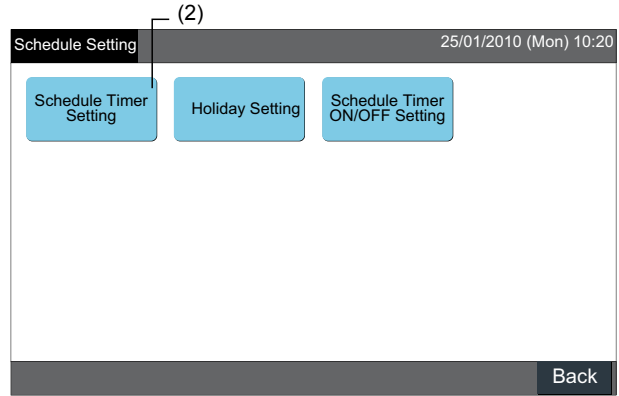 (2)
Schedule Setting 25/01/2010 (Mon) 10:20
Schedule Timer
Setting
Holiday Setting
Schedule Timer
ON/OFF Setting
Back